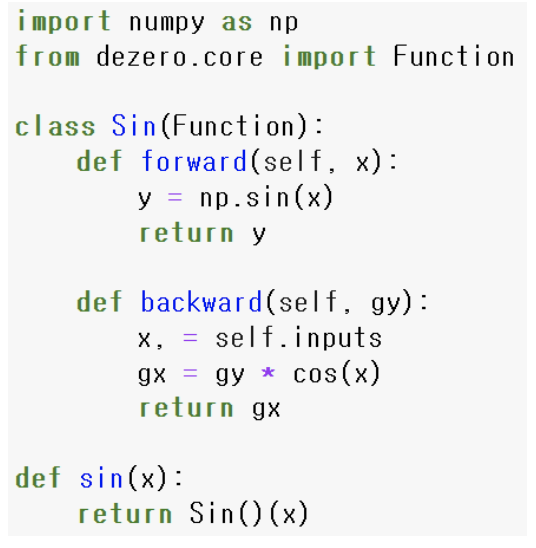 import numpy as np
from dezero.core import Function

class Sin(Function):
    def forward(self, x):
        y = np.sin(x)
        return y

    def backward(self, gy):
        x, = self.inputs
        gx = gy * cos(x)
        return gx

def sin(x):
    return Sin()(x)